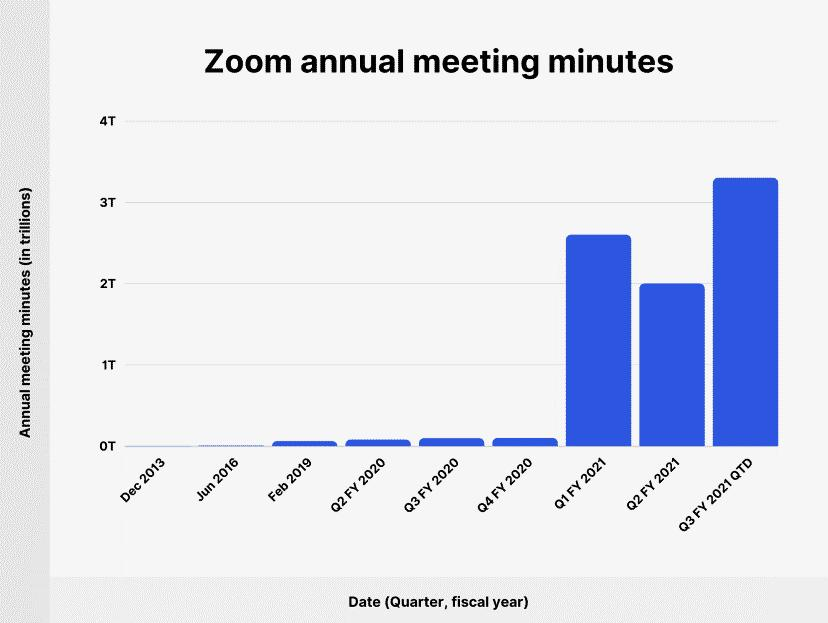 Zoom annual meeting minutes
Annual meeting minutes (in trillions)
4T
3T
2T
1T
0T
Dec 2013
Jun 2016
Feb 2019
Q2 FY 2020
Q3 FY 2020
Q4 FY 2020
Q1 FY 2021
Q2 FY 2021
Q3 FY 2021 QTD
Date (Quarter, fiscal year)